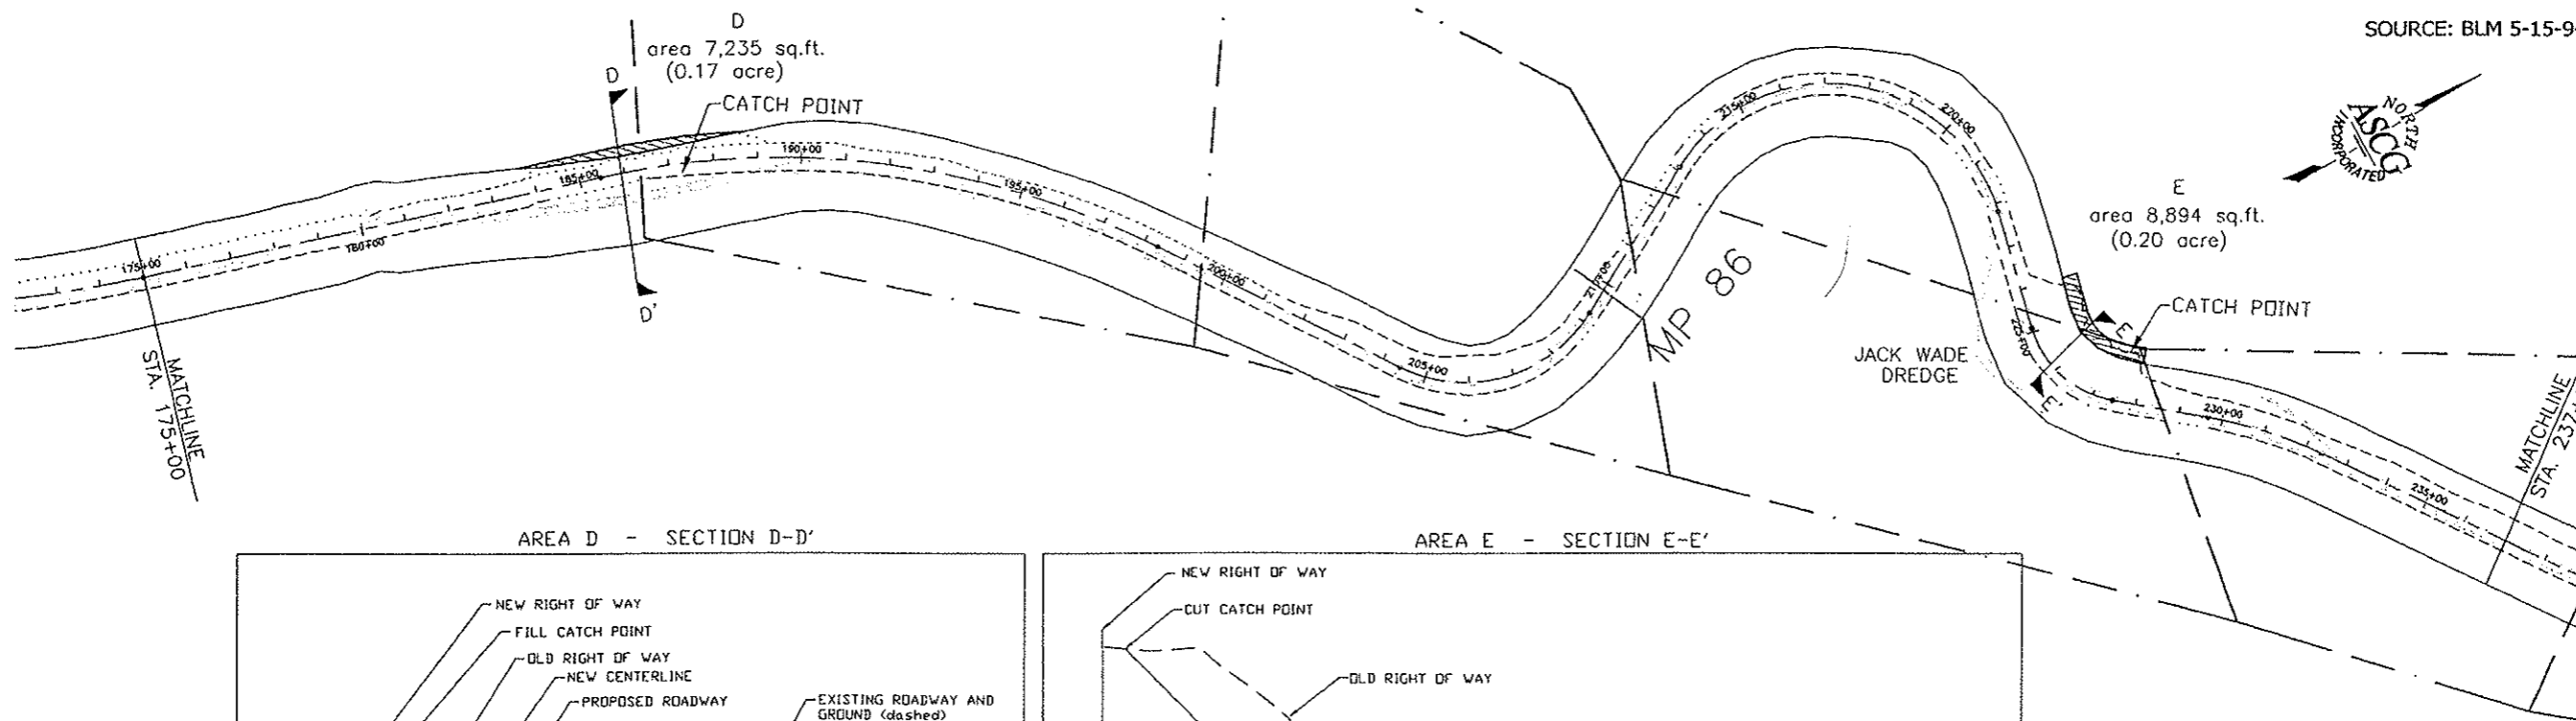 SOURCE: BLM 5-15-9
D
area 7,235 sq.ft.
(0.17 acre)
D
CATCH POINT
D'
175+00
180+00
185+00
190+00
195+00
200+00
205+00
210+00
215+00
220+00
225+00
230+00
235+00
MATCHLINE
STA. 175+00
MP 86
NORTH
ASCG
INCORPORATED
E
area 8,894 sq.ft.
(0.20 acre)
CATCH POINT
E
E'
JACK WADE
DREDGE
MATCHLINE
STA. 237+
AREA D - SECTION D-D'
NEW RIGHT OF WAY
FILL CATCH POINT
OLD RIGHT OF WAY
NEW CENTERLINE
PROPOSED ROADWAY
EXISTING ROADWAY AND
GROUND (dashed)
AREA E - SECTION E-E'
NEW RIGHT OF WAY
CUT CATCH POINT
OLD RIGHT OF WAY